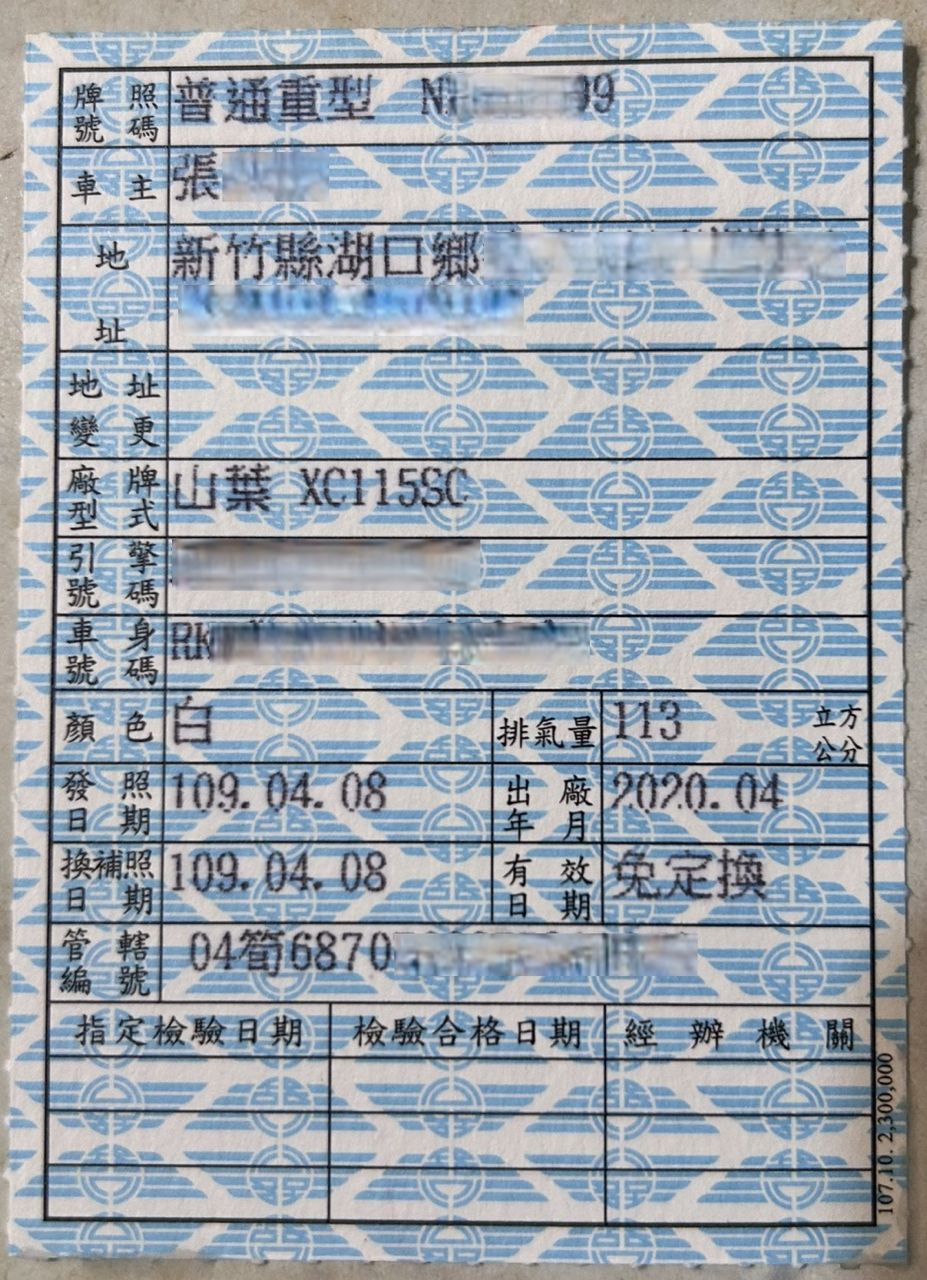 牌照號碼 普通重型
車主 張
地址 新竹縣湖口鄉
地址變更
廠牌型式 山葉 XC115SC
引擎號碼
車身號碼 RK
顏色 白 排氣量 113 立方公分
發照日期 109.04.08 出廠年月 2020.04
換補照日期 109.04.08 有效日期 免定換
管轄編號 04筍6870
指定檢驗日期 檢驗合格日期 經辦機關
107.10. 2,300,000